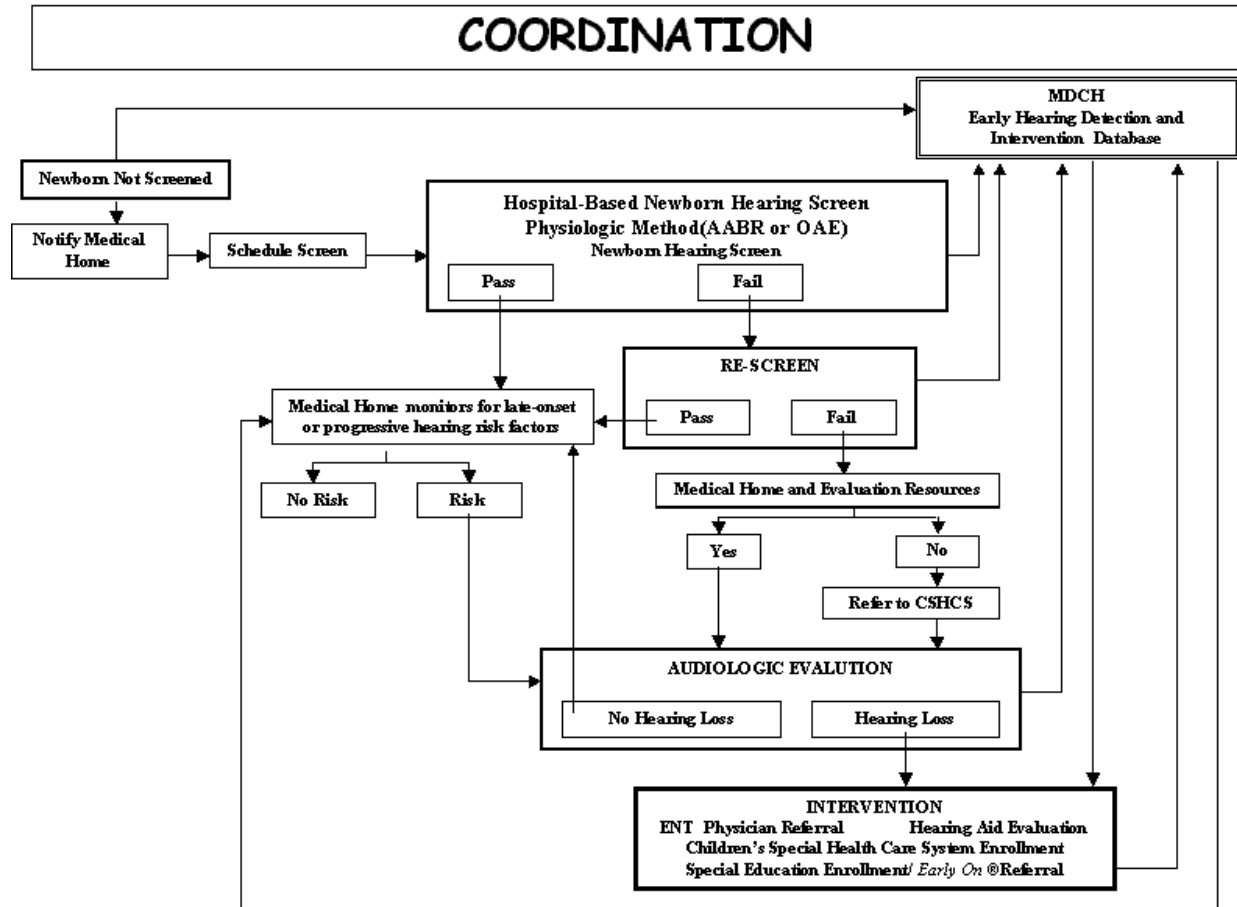 COORDINATION
MDCH
Early Hearing Detection and
Intervention Database
Newborn Not Screened
Notify Medical
Home
Schedule Screen
Hospital-Based Newborn Hearing Screen
Physiologic Method(AABR or OAE)
Newborn Hearing Screen
Pass
Fail
RE-SCREEN
Pass
Fail
Medical Home monitors for late-onset
or progressive hearing risk factors
No Risk
Risk
Medical Home and Evaluation Resources
Yes
No
Refer to CSHCS
AUDIOLOGIC EVALUTION
No Hearing Loss
Hearing Loss
INTERVENTION
ENT Physician Referral Hearing Aid Evaluation
Children's Special Health Care System Enrollment
Special Education Enrollment/ Early On ®Referral